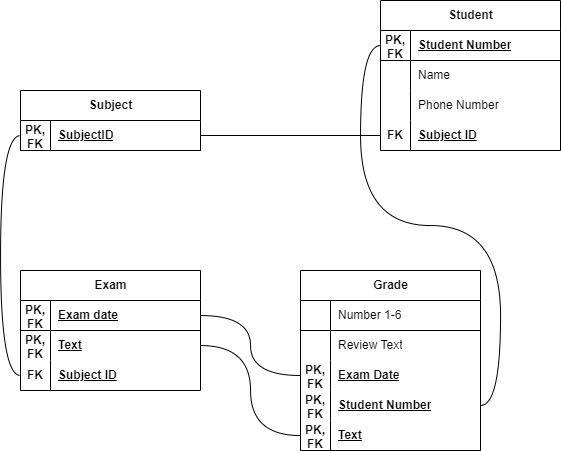 Student
PK,
FK
Student Number
Name
Phone Number
FK
Subject ID
Subject
PK,
FK
SubjectID
Exam
PK,
FK
Exam date
PK,
FK
Text
FK
Subject ID
Grade
Number 1-6
Review Text
PK,
FK
Exam Date
PK,
FK
Student Number
PK,
FK
Text